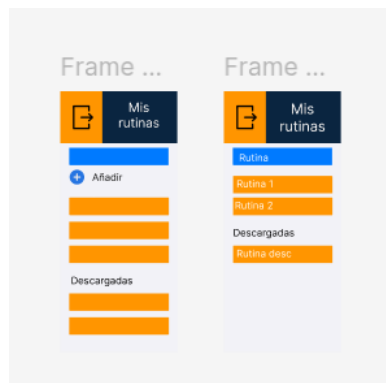 Frame ...
Mis
rutinas
Añadir
Descargadas
Frame ...
Mis
rutinas
Rutina
Rutina 1
Rutina 2
Descargadas
Rutina desc